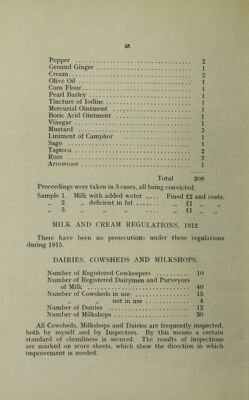 26
Pepper ........ 2
Ground Ginger ........ 1
Cream ........ 2
Olive Oil ........ 1
Corn Flour ........ 1
Pearl Barley ........ 1
Tincture of Iodine ........ 1
Mercurial Ointment ........ 1
Boric Acid Ointment ........ 1
Vinegar ........ 1
Mustard ........ 3
Liniment of Camphor ........ 1
Sago ........ 1
Tapioca ........ 2
Rum ........ 2
Arrowroot ........ 1
Total 208
Proceedings were taken in 3 cases, all being convicted.
Sample 1. Milk with added water .... Fined £2 and costs.
,, 2. ,, deficient in fat ...... ,, £1 ,, ,,
,, 3. ,, ,, ,, ,, £1 ,, ,,
MILK AND CREAM REGULATIONS, 1912.
There have been no prosecutions under these regulations
during 1915.
DAIRIES, COWSHEDS AND MILKSHOPS.
Number of Registered Cowkeepers ........ 10
Number of Registered Dairymen and Purveyors
of Milk ........ 40
Number of Cowsheds in use ........ 15
,, ,, not in use ........ 4
Number of Dairies ........ 12
Number of Milkshops ........ 30
All Cowsheds, Milkshops and Dairies are frequently inspected,
both by myself and by Inspectors. By this means a certain
standard of cleanliness is secured. The results of inspections
are marked on score sheets, which show the direction in which
improvement is needed.